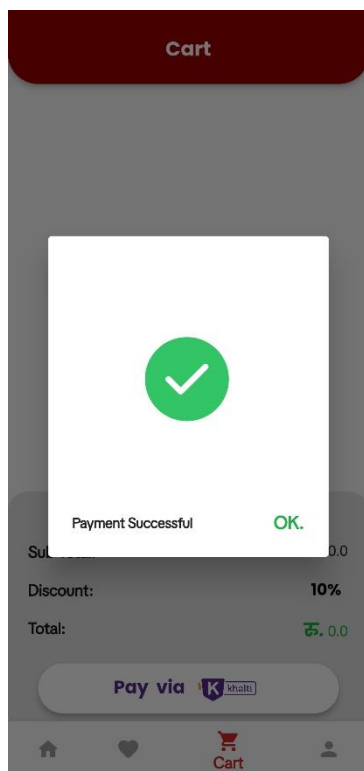 Cart
Payment Successful OK.
0.0
Discount: 10%
Total: रु. 0.0
Pay via K khalti
Cart